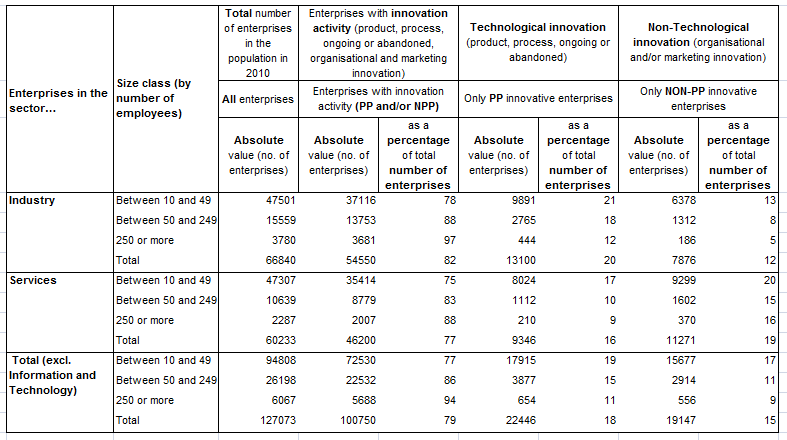 Enterprises in the sector...
Size class (by number of employees)
Total number of enterprises in the population in 2010
Enterprises with innovation activity (product, process, ongoing or abandoned, organisational and marketing innovation)
Technological innovation (product, process, ongoing or abandoned)
Non-Technological innovation (organisational and/or marketing innovation)
All enterprises
Enterprises with innovation activity (PP and/or NPP)
Only PP innovative enterprises
Only NON-PP innovative enterprises
Absolute value (no. of enterprises)
Absolute value (no. of enterprises)
as a percentage of total number of enterprises
Absolute value (no. of enterprises)
as a percentage of total number of enterprises
Absolute value (no. of enterprises)
as a percentage of total number of enterprises
Industry Between 10 and 49 47501 37116 78 9891 21 6378 13
Between 50 and 249 15559 13753 88 2765 18 1312 8
250 or more 3780 3681 97 444 12 186 5
Total 66840 54550 82 13100 20 7876 12
Services Between 10 and 49 47307 35414 75 8024 17 9299 20
Between 50 and 249 10639 8779 83 1112 10 1602 15
250 or more 2287 2007 88 210 9 370 16
Total 60233 46200 77 9346 16 11271 19
Total (excl. Information and Technology) Between 10 and 49 94808 72530 77 17915 19 15677 17
Between 50 and 249 26198 22532 86 3877 15 2914 11
250 or more 6067 5688 94 654 11 556 9
Total 127073 100750 79 22446 18 19147 15